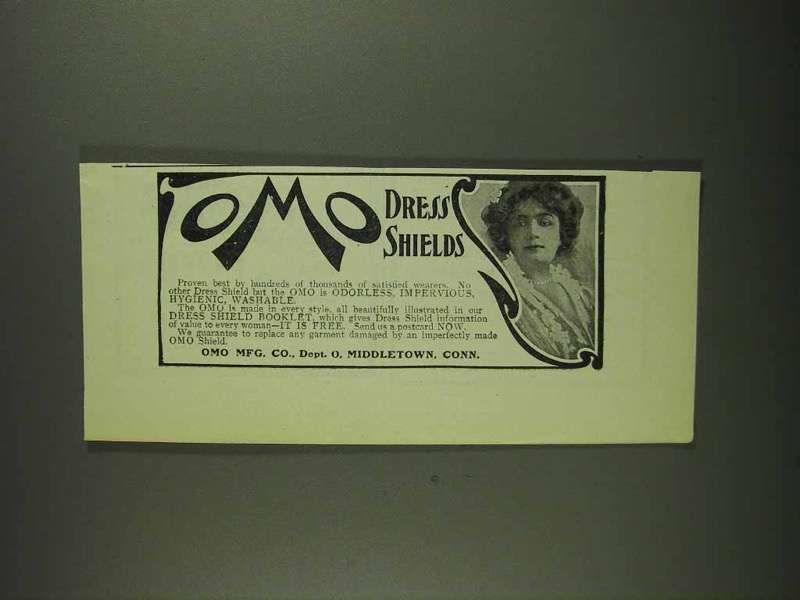 OMO DRESS SHIELDS
Proven best by hundreds of thousands of satisfied wearers. No
other Dress Shield but the OMO is ODORLESS, IMPERVIOUS,
HYGIENIC, WASHABLE.
The OMO is made in every style, all beautifully illustrated in our
DRESS SHIELD BOOKLET, which gives Dress Shield information
of value to every woman—IT IS FREE. Send us a postcard NOW.
We guarantee to replace any garment damaged by an imperfectly made
OMO Shield.
OMO MFG. CO., Dept. O, MIDDLETOWN, CONN.